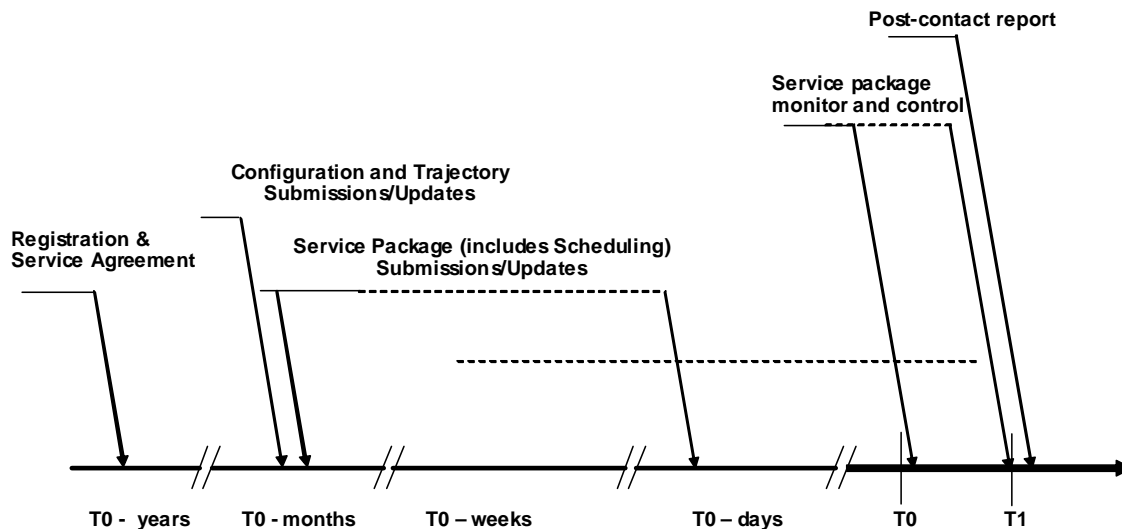 Post-contact report
Service package
monitor and control
Configuration and Trajectory
Submissions/Updates
Registration &
Service Agreement
Service Package (includes Scheduling)
Submissions/Updates
T0 - years
T0 - months
T0 – weeks
T0 – days
T0
T1